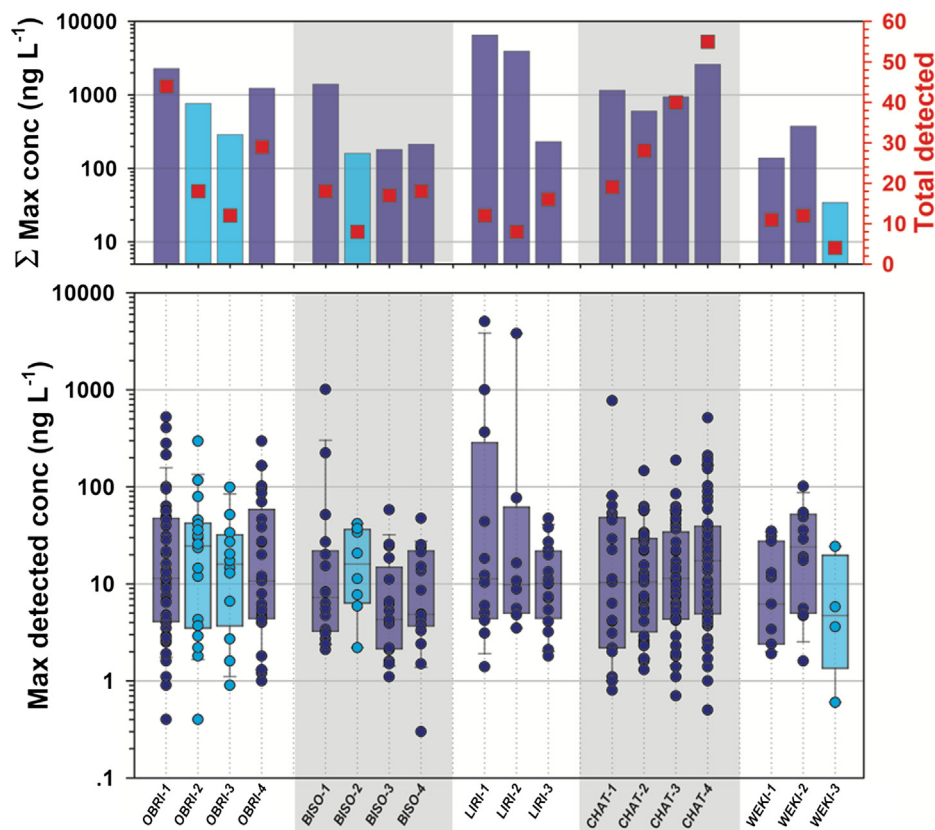 Σ Max conc (ng L-1)
10000
1000
100
10
60
50
40
30
20
10
0
Total detected
Max detected conc (ng L-1)
10000
1000
100
10
1
.1
OBRI-1
OBRI-2
OBRI-3
OBRI-4
BISO-1
BISO-2
BISO-3
BISO-4
LIRI-1
LIRI-2
LIRI-3
CHAT-1
CHAT-2
CHAT-3
CHAT-4
WEKI-1
WEKI-2
WEKI-3